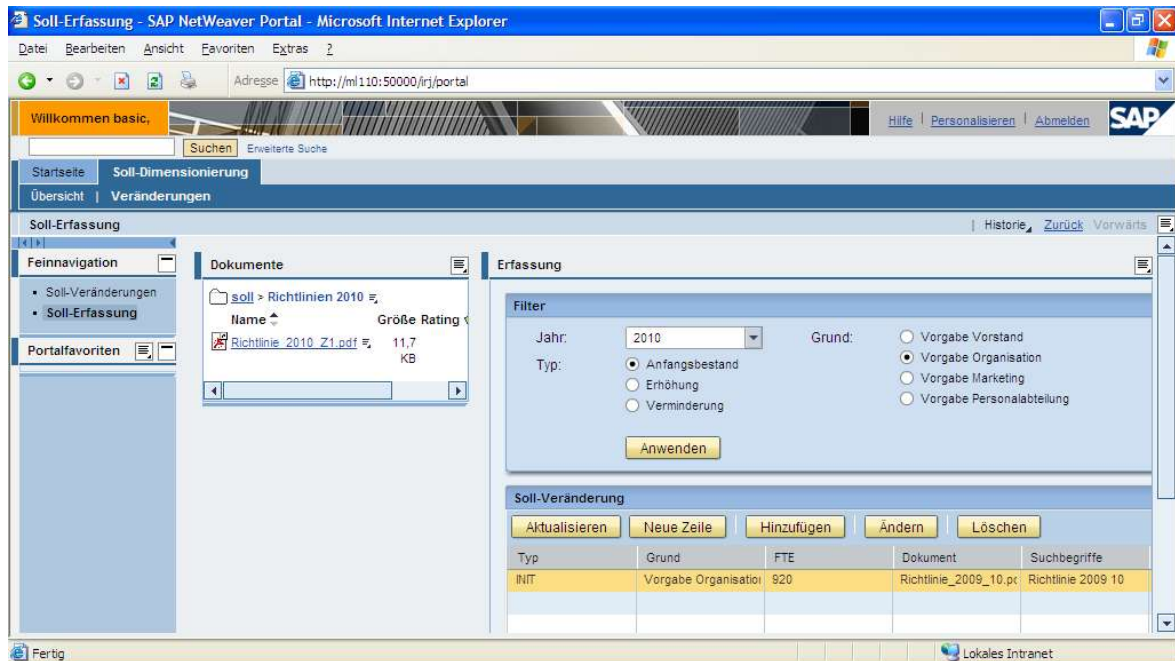 Soll-Erfassung - SAP NetWeaver Portal - Microsoft Internet Explorer
Datei Bearbeiten Ansicht Favoriten Extras ?
Adresse http://ml110:50000/irj/portal
Willkommen basic,
Hilfe | Personalisieren | Abmelden SAP
Suchen Erweiterte Suche
Startseite Soll-Dimensionierung
Übersicht | Veränderungen
Soll-Erfassung | Historie Zurück Vorwärts
Feinnavigation
Soll-Veränderungen
Soll-Erfassung
Portalfavoriten
Dokumente
soll > Richtlinien 2010
Name Größe Rating
Richtlinie_2010_Z1.pdf 11,7
KB
Erfassung
Filter
Jahr: 2010
Typ: Anfangsbestand
Erhöhung
Verminderung
Grund: Vorgabe Vorstand
Vorgabe Organisation
Vorgabe Marketing
Vorgabe Personalabteilung
Anwenden
Soll-Veränderung
Aktualisieren Neue Zeile Hinzufügen Ändern Löschen
Typ Grund FTE Dokument Suchbegriffe
INIT Vorgabe Organisation 920 Richtlinie_2009_10.pd Richtlinie 2009 10
Fertig Lokales Intranet